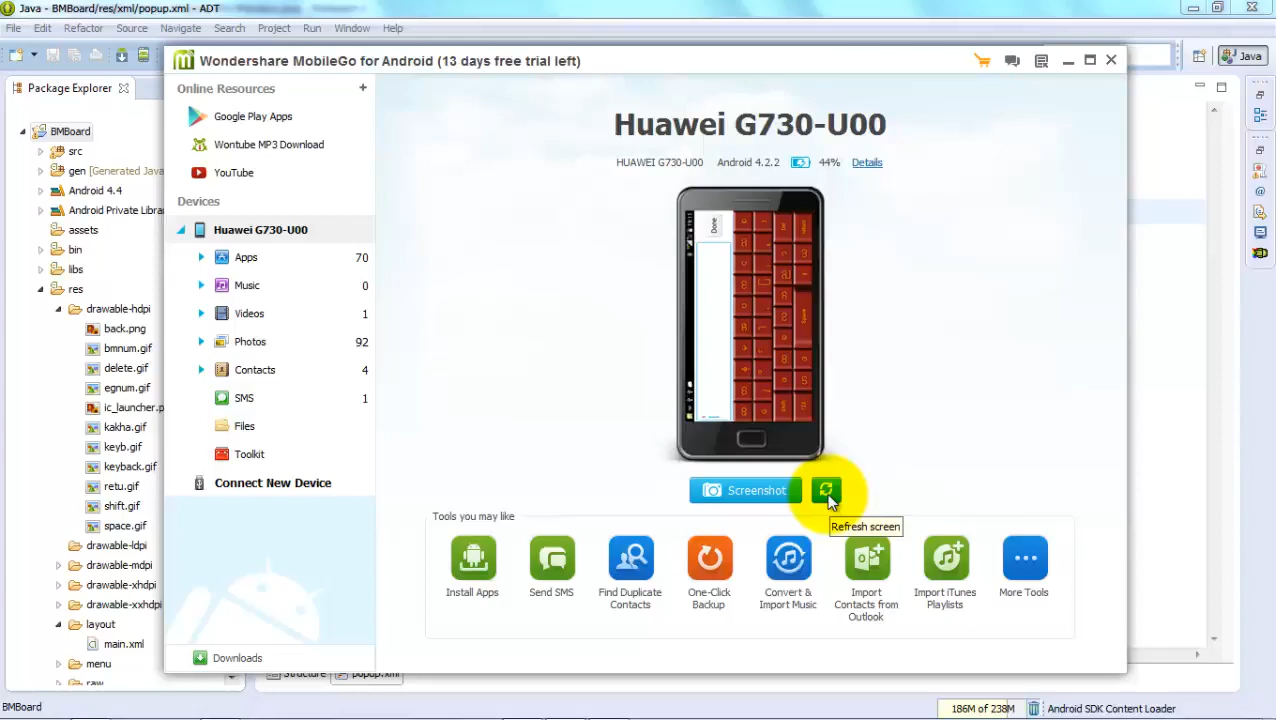 Java - BMBoard/res/xml/popup.xml - ADT
File Edit Refactor Source Navigate Search Project Run Window Help
Java
Package Explorer
BMBoard
src
gen [Generated Java
Android 4.4
Android Private Libra
assets
bin
libs
res
drawable-hdpi
back.png
bmnum.gif
delete.gif
egnum.gif
ic_launcher.p
kakha.gif
keyb.gif
keyback.gif
retu.gif
shift.gif
space.gif
drawable-ldpi
drawable-mdpi
drawable-xhdpi
drawable-xxhdpi
layout
main.xml
menu
raw
Wondershare MobileGo for Android (13 days free trial left)
Online Resources
Google Play Apps
Wontube MP3 Download
YouTube
Devices
Huawei G730-U00
Apps 70
Music 0
Videos 1
Photos 92
Contacts 4
SMS 1
Files
Toolkit
Connect New Device
Downloads
Huawei G730-U00
HUAWEI G730-U00 Android 4.2.2 44% Details
Done
Space
Screenshot
Refresh screen
Tools you may like
Install Apps
Send SMS
Find Duplicate Contacts
One-Click Backup
Convert & Import Music
Import Contacts from Outlook
Import iTunes Playlists
More Tools
Structure popup.xml
BMBoard
186M of 238M
Android SDK Content Loader